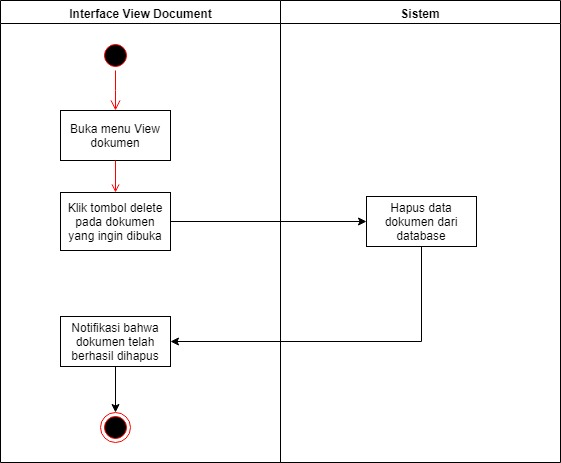 Interface View Document
Sistem
Buka menu View
dokumen
Klik tombol delete
pada dokumen
yang ingin dibuka
Hapus data
dokumen dari
database
Notifikasi bahwa
dokumen telah
berhasil dihapus